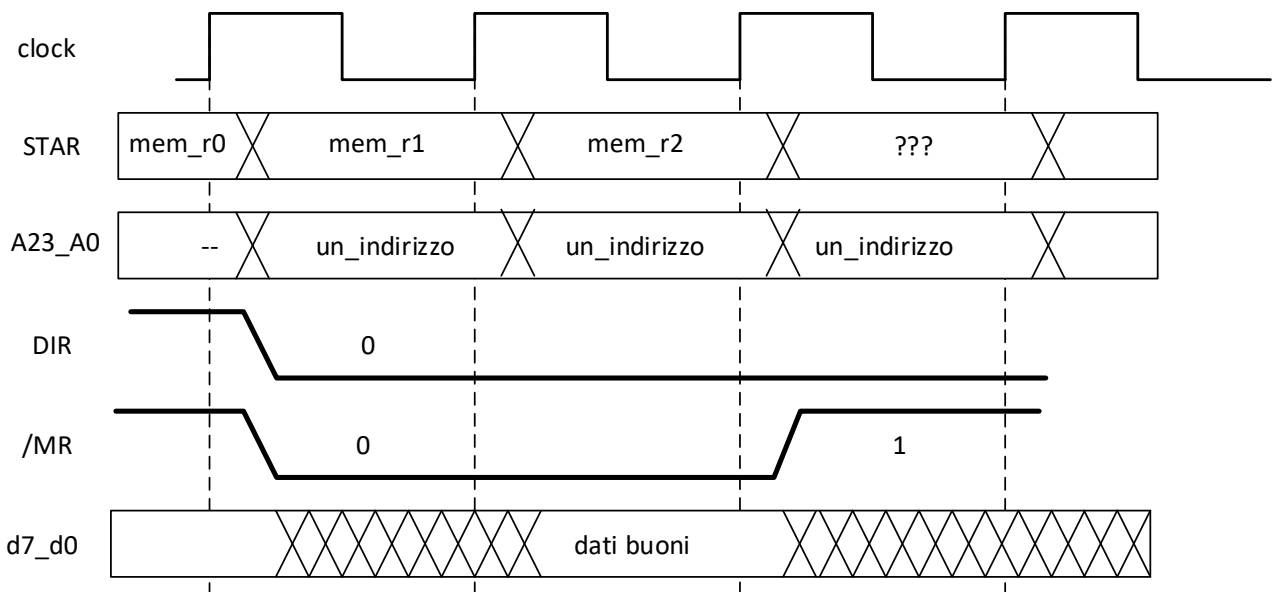 clock
STAR mem_r0 mem_r1 mem_r2 ???
A23_A0 -- un_indirizzo un_indirizzo un_indirizzo
DIR 0
/MR 0 1
d7_d0 dati buoni